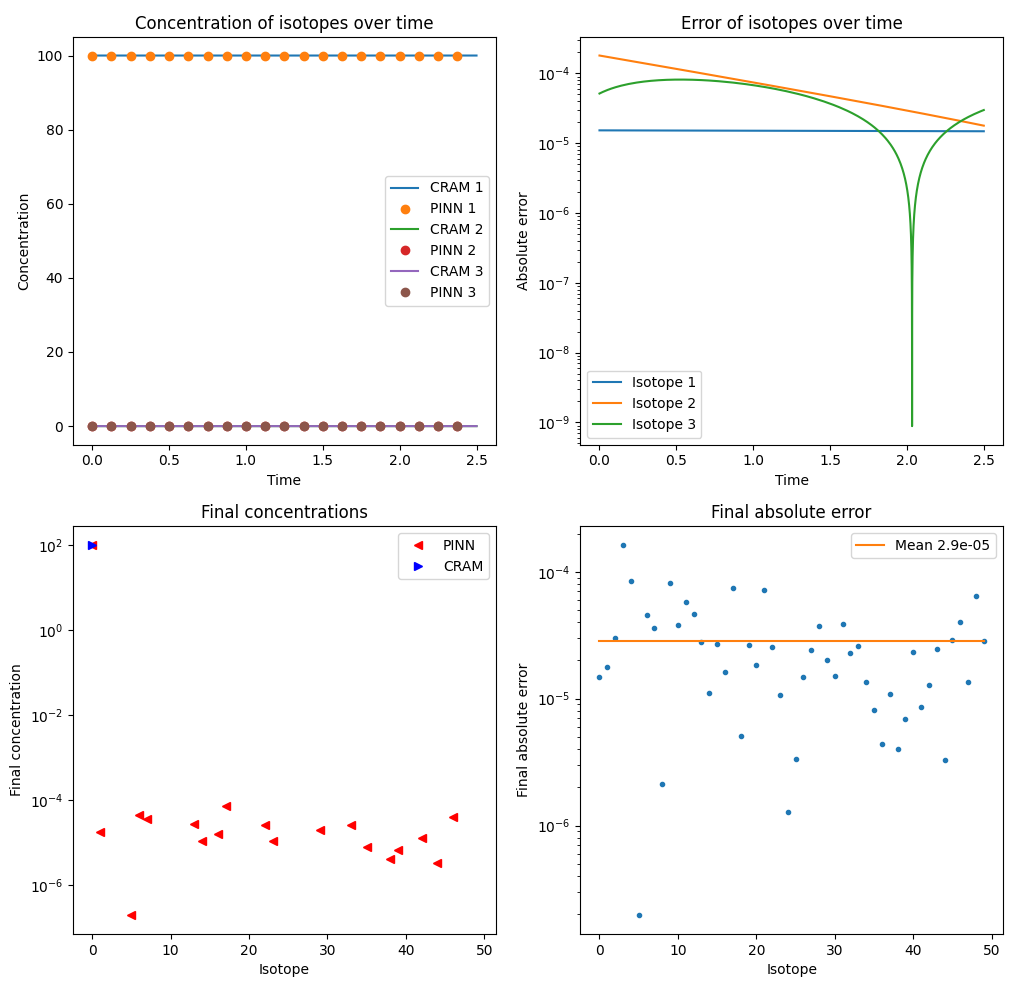 Concentration of isotopes over time
100
80
60
40
20
0
Concentration
0.0 0.5 1.0 1.5 2.0 2.5
Time
CRAM 1
PINN 1
CRAM 2
PINN 2
CRAM 3
PINN 3
Error of isotopes over time
10⁻⁴
10⁻⁵
10⁻⁶
10⁻⁷
10⁻⁸
10⁻⁹
Absolute error
0.0 0.5 1.0 1.5 2.0 2.5
Time
Isotope 1
Isotope 2
Isotope 3
Final concentrations
10²
10⁰
10⁻²
10⁻⁴
10⁻⁶
Final concentration
0 10 20 30 40 50
Isotope
PINN
CRAM
Final absolute error
10⁻⁴
10⁻⁵
10⁻⁶
Final absolute error
0 10 20 30 40 50
Isotope
Mean 2.9e-05